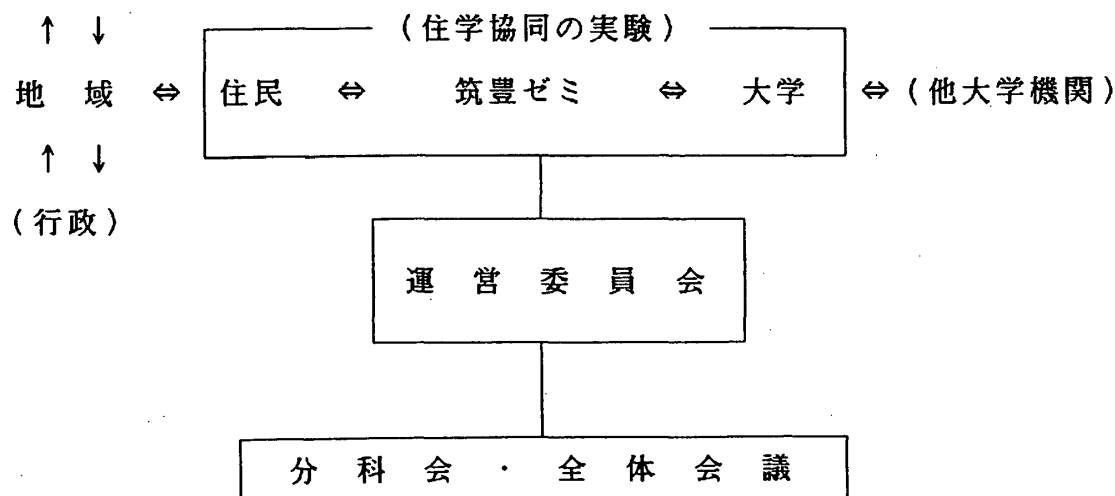 ↑ ↓ (住学協同の実験)
地域 ⇔ 住民 ⇔ 筑豊ゼミ ⇔ 大学 ⇔ (他大学機関)
↑ ↓
(行政)
運営委員会
分科会・全体会議